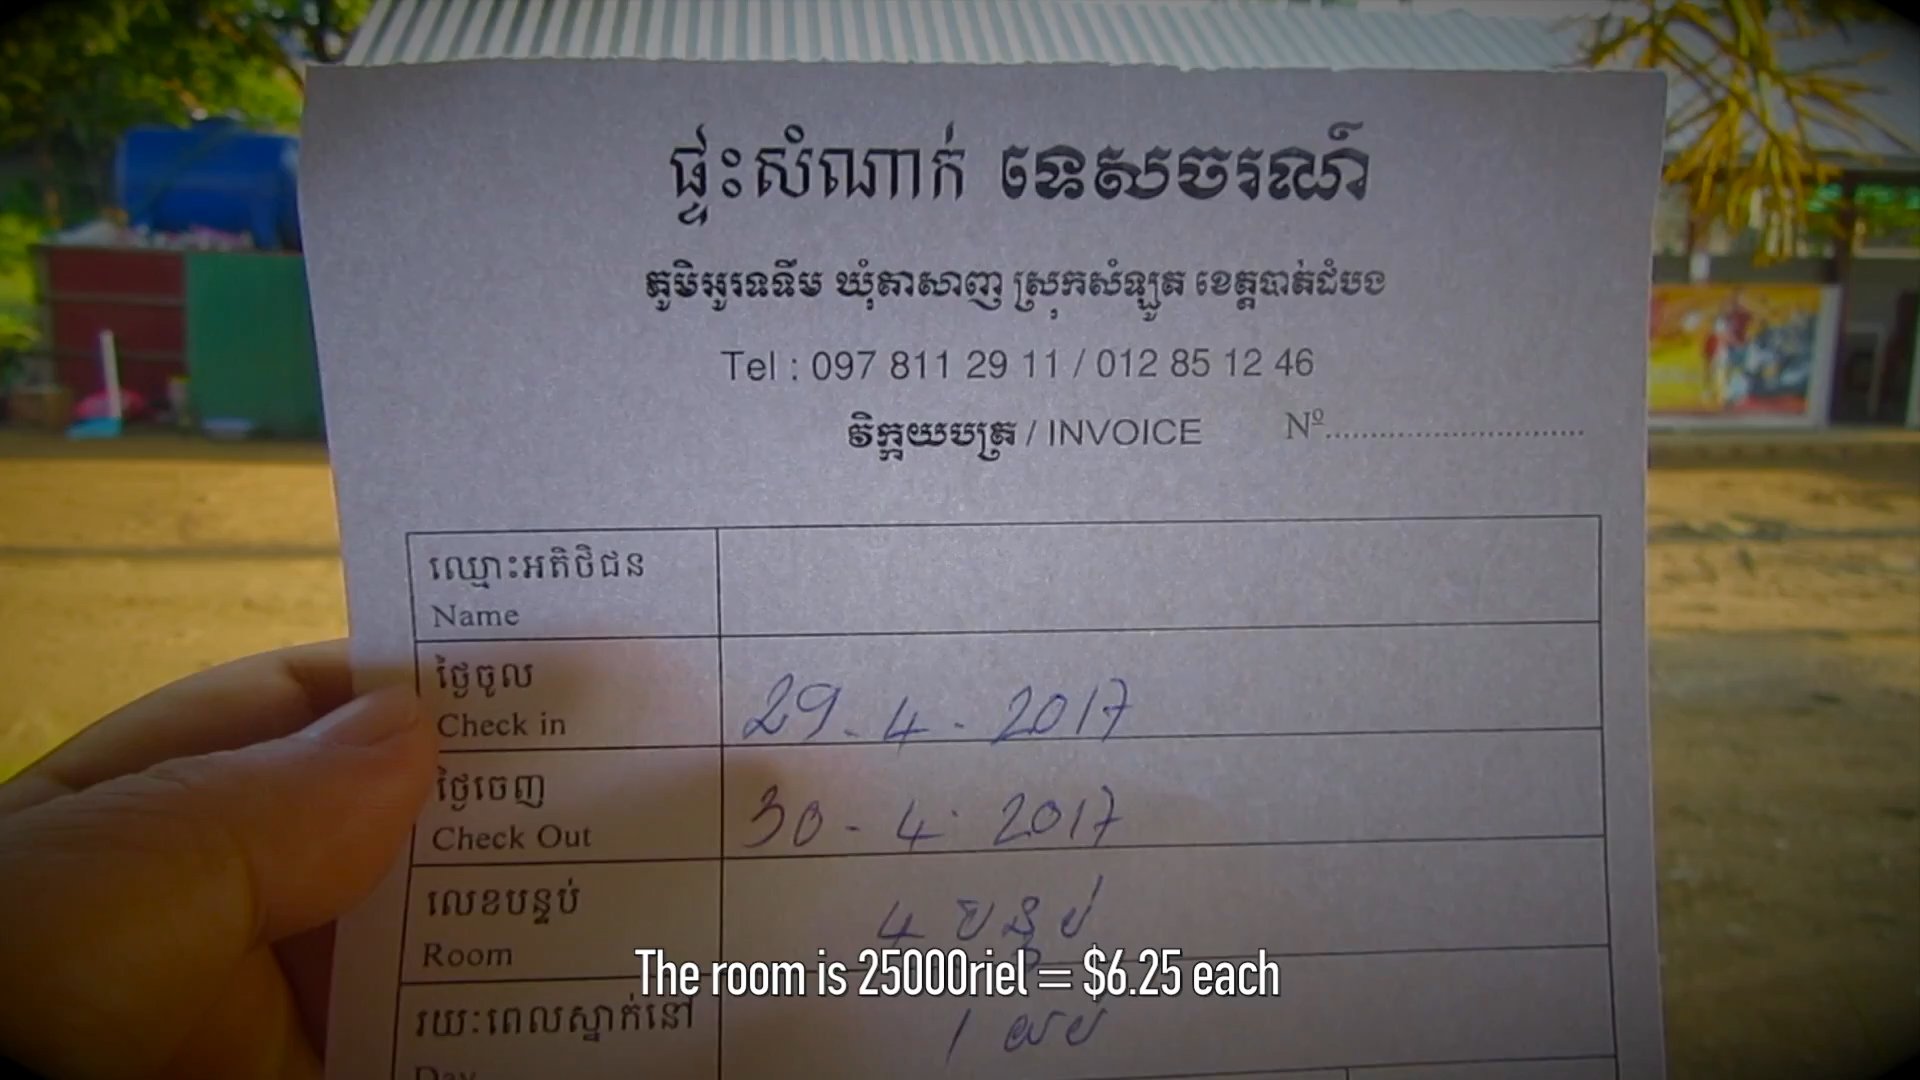 ផ្ទះសំណាក់ ទេសចរណ៍
ភូមិអូរទទឹម ឃុំតាសាញ ស្រុកសំឡូត ខេត្តបាត់ដំបង
Tel : 097 811 29 11 / 012 85 12 46
វិក្កយបត្រ / INVOICE Nº
ឈ្មោះអតិថិជន
Name
ថ្ងៃចូល
Check in
29 - 4 - 2017
ថ្ងៃចេញ
Check Out
30 - 4 - 2017
លេខបន្ទប់
Room
4 បន្ទប់
The room is 25000riel = $6.25 each
រយៈពេលស្នាក់នៅ
Day
1 យប់